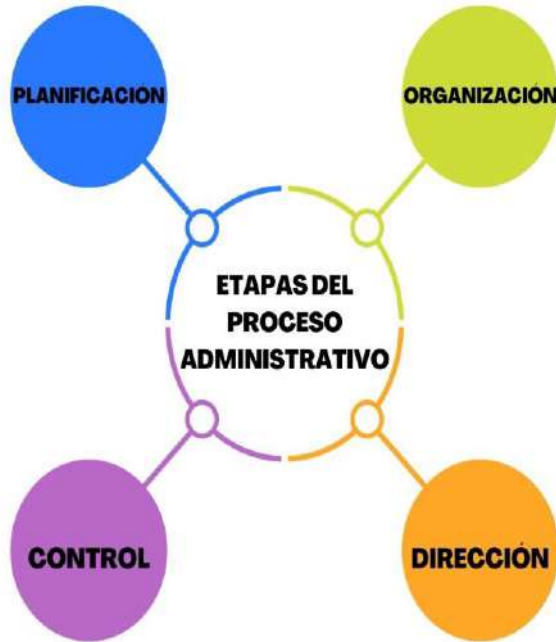 PLANIFICACIÓN
ORGANIZACIÓN
ETAPAS DEL
PROCESO
ADMINISTRATIVO
CONTROL
DIRECCIÓN